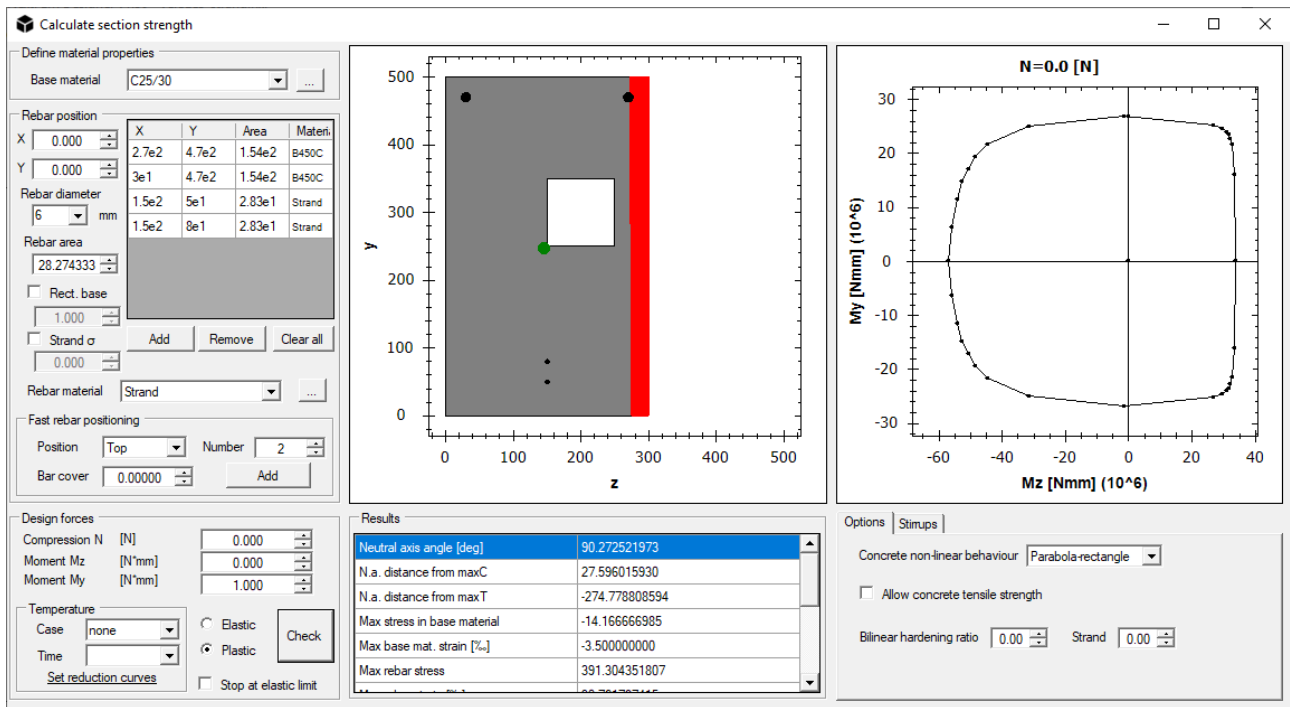 Calculate section strength
Define material properties
Base material C25/30 ...
Rebar position
X 0.000
Y 0.000
Rebar diameter
6 mm
Rebar area
28.274333
Rect. base
1.000
Strand σ
0.000
X Y Area Materi
2.7e2 4.7e2 1.54e2 B450C
3e1 4.7e2 1.54e2 B450C
1.5e2 5e1 2.83e1 Strand
1.5e2 8e1 2.83e1 Strand
Add Remove Clear all
Rebar material Strand ...
Fast rebar positioning
Position Top Number 2
Bar cover 0.00000 Add
Design forces
Compression N [N] 0.000
Moment Mz [N*mm] 0.000
Moment My [N*mm] 1.000
Temperature
Case none
Time
Set reduction curves
Elastic
Plastic
Check
Stop at elastic limit
500
400
300
200
100
0
y
0 100 200 300 400 500
z
Results
Neutral axis angle [deg] 90.272521973
N.a. distance from maxC 27.596015930
N.a. distance from maxT -274.778808594
Max stress in base material -14.166666985
Max base mat. strain [‰] -3.500000000
Max rebar stress 391.304351807
N=0.0 [N]
My [Nmm] (10^6)
30
20
10
0
-10
-20
-30
-60 -40 -20 0 20 40
Mz [Nmm] (10^6)
Options Stirrups
Concrete non-linear behaviour Parabola-rectangle
Allow concrete tensile strength
Bilinear hardening ratio 0.00 Strand 0.00